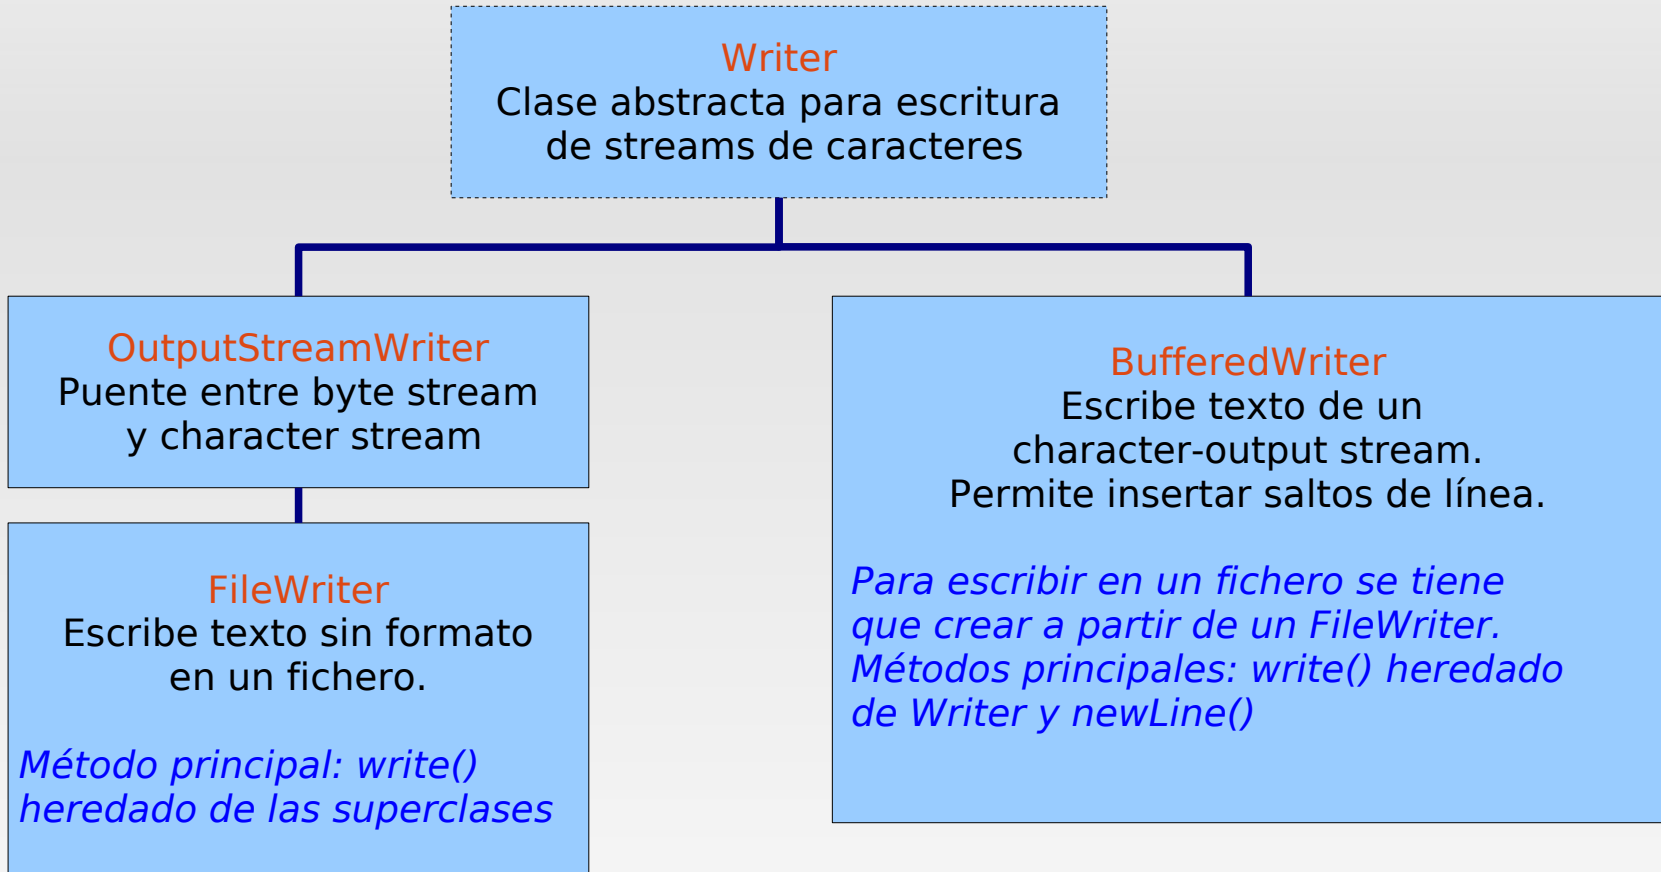 Writer
Clase abstracta para escritura
de streams de caracteres
OutputStreamWriter
Puente entre byte stream
y character stream
FileWriter
Escribe texto sin formato
en un fichero.
Método principal: write()
heredado de las superclases
BufferedWriter
Escribe texto de un
character-output stream.
Permite insertar saltos de línea.
Para escribir en un fichero se tiene
que crear a partir de un FileWriter.
Métodos principales: write() heredado
de Writer y newLine()